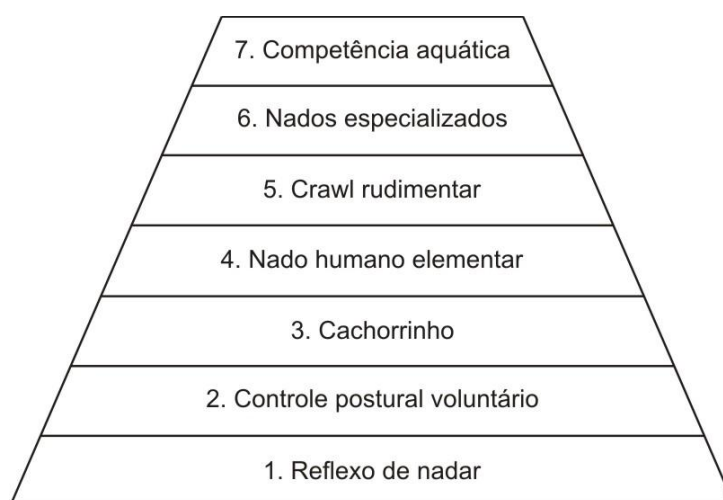 7. Competência aquática
6. Nados especializados
5. Crawl rudimentar
4. Nado humano elementar
3. Cachorrinho
2. Controle postural voluntário
1. Reflexo de nadar